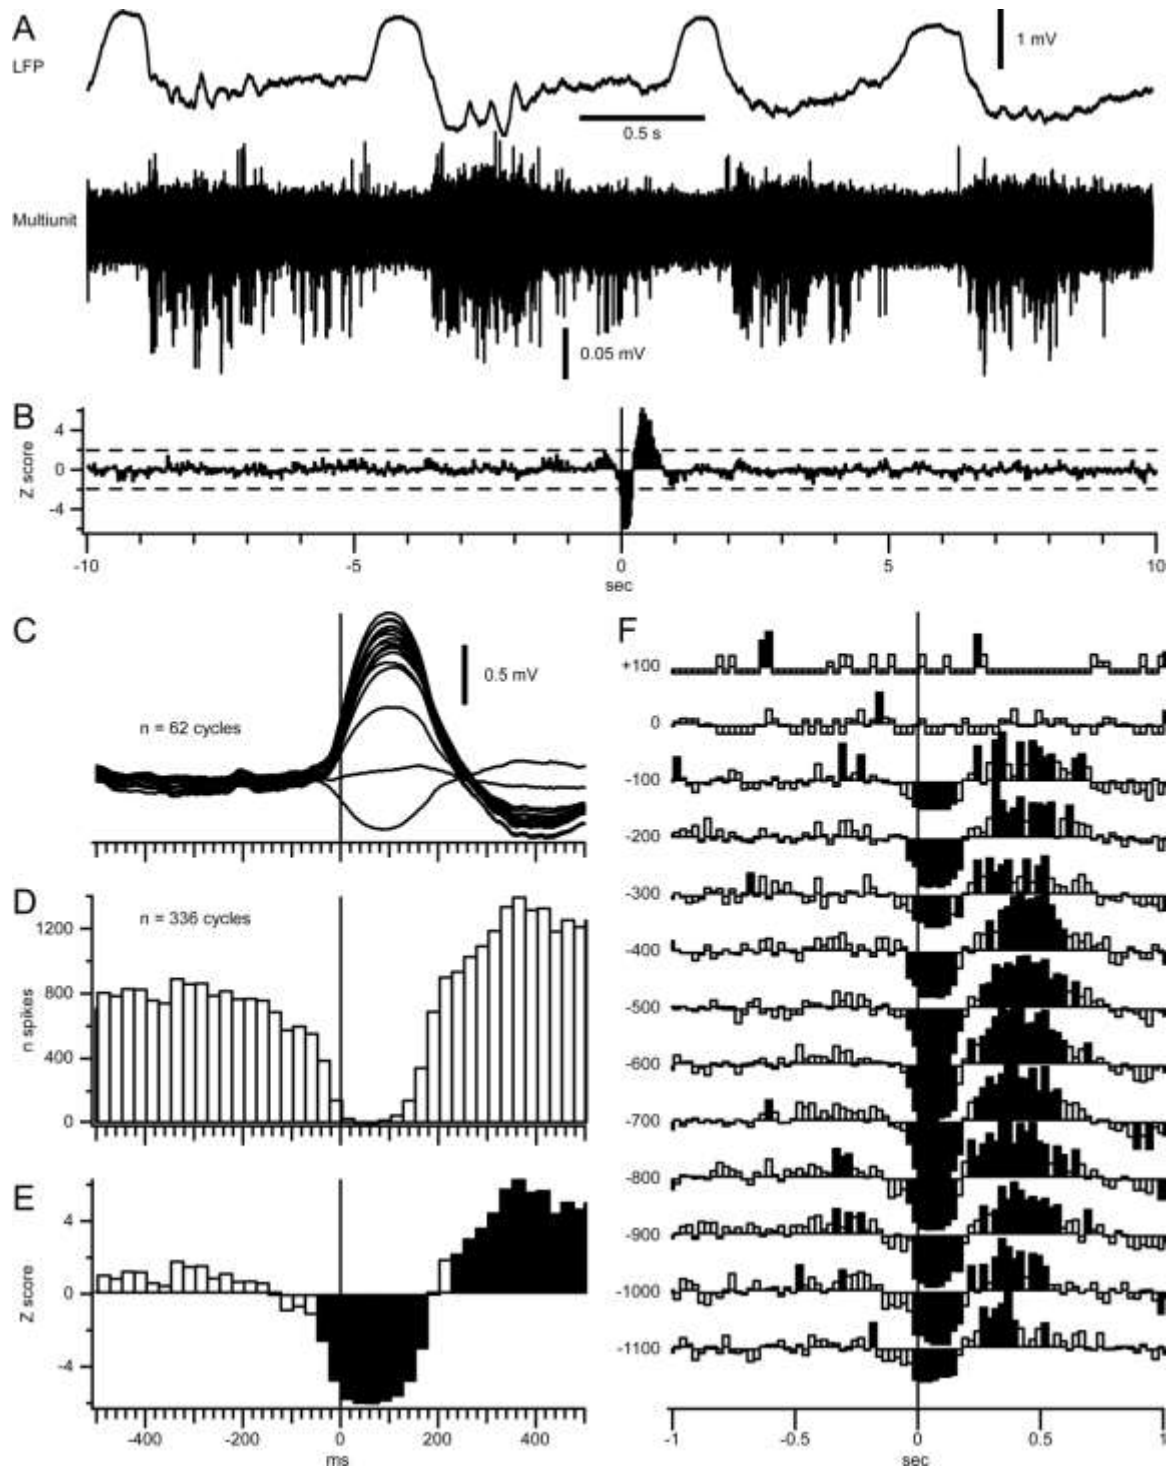 A
LFP
1 mV
0.5 s
Multiunit
0.05 mV
B
Z score
4
0
-4
-10 -5 0 5 10
sec
C
n = 62 cycles
0.5 mV
D
n = 336 cycles
n spikes
1200
800
400
0
E
Z score
4
0
-4
-400 -200 0 200 400
ms
F
+100
0
-100
-200
-300
-400
-500
-600
-700
-800
-900
-1000
-1100
-1 -0.5 0 0.5 1
sec